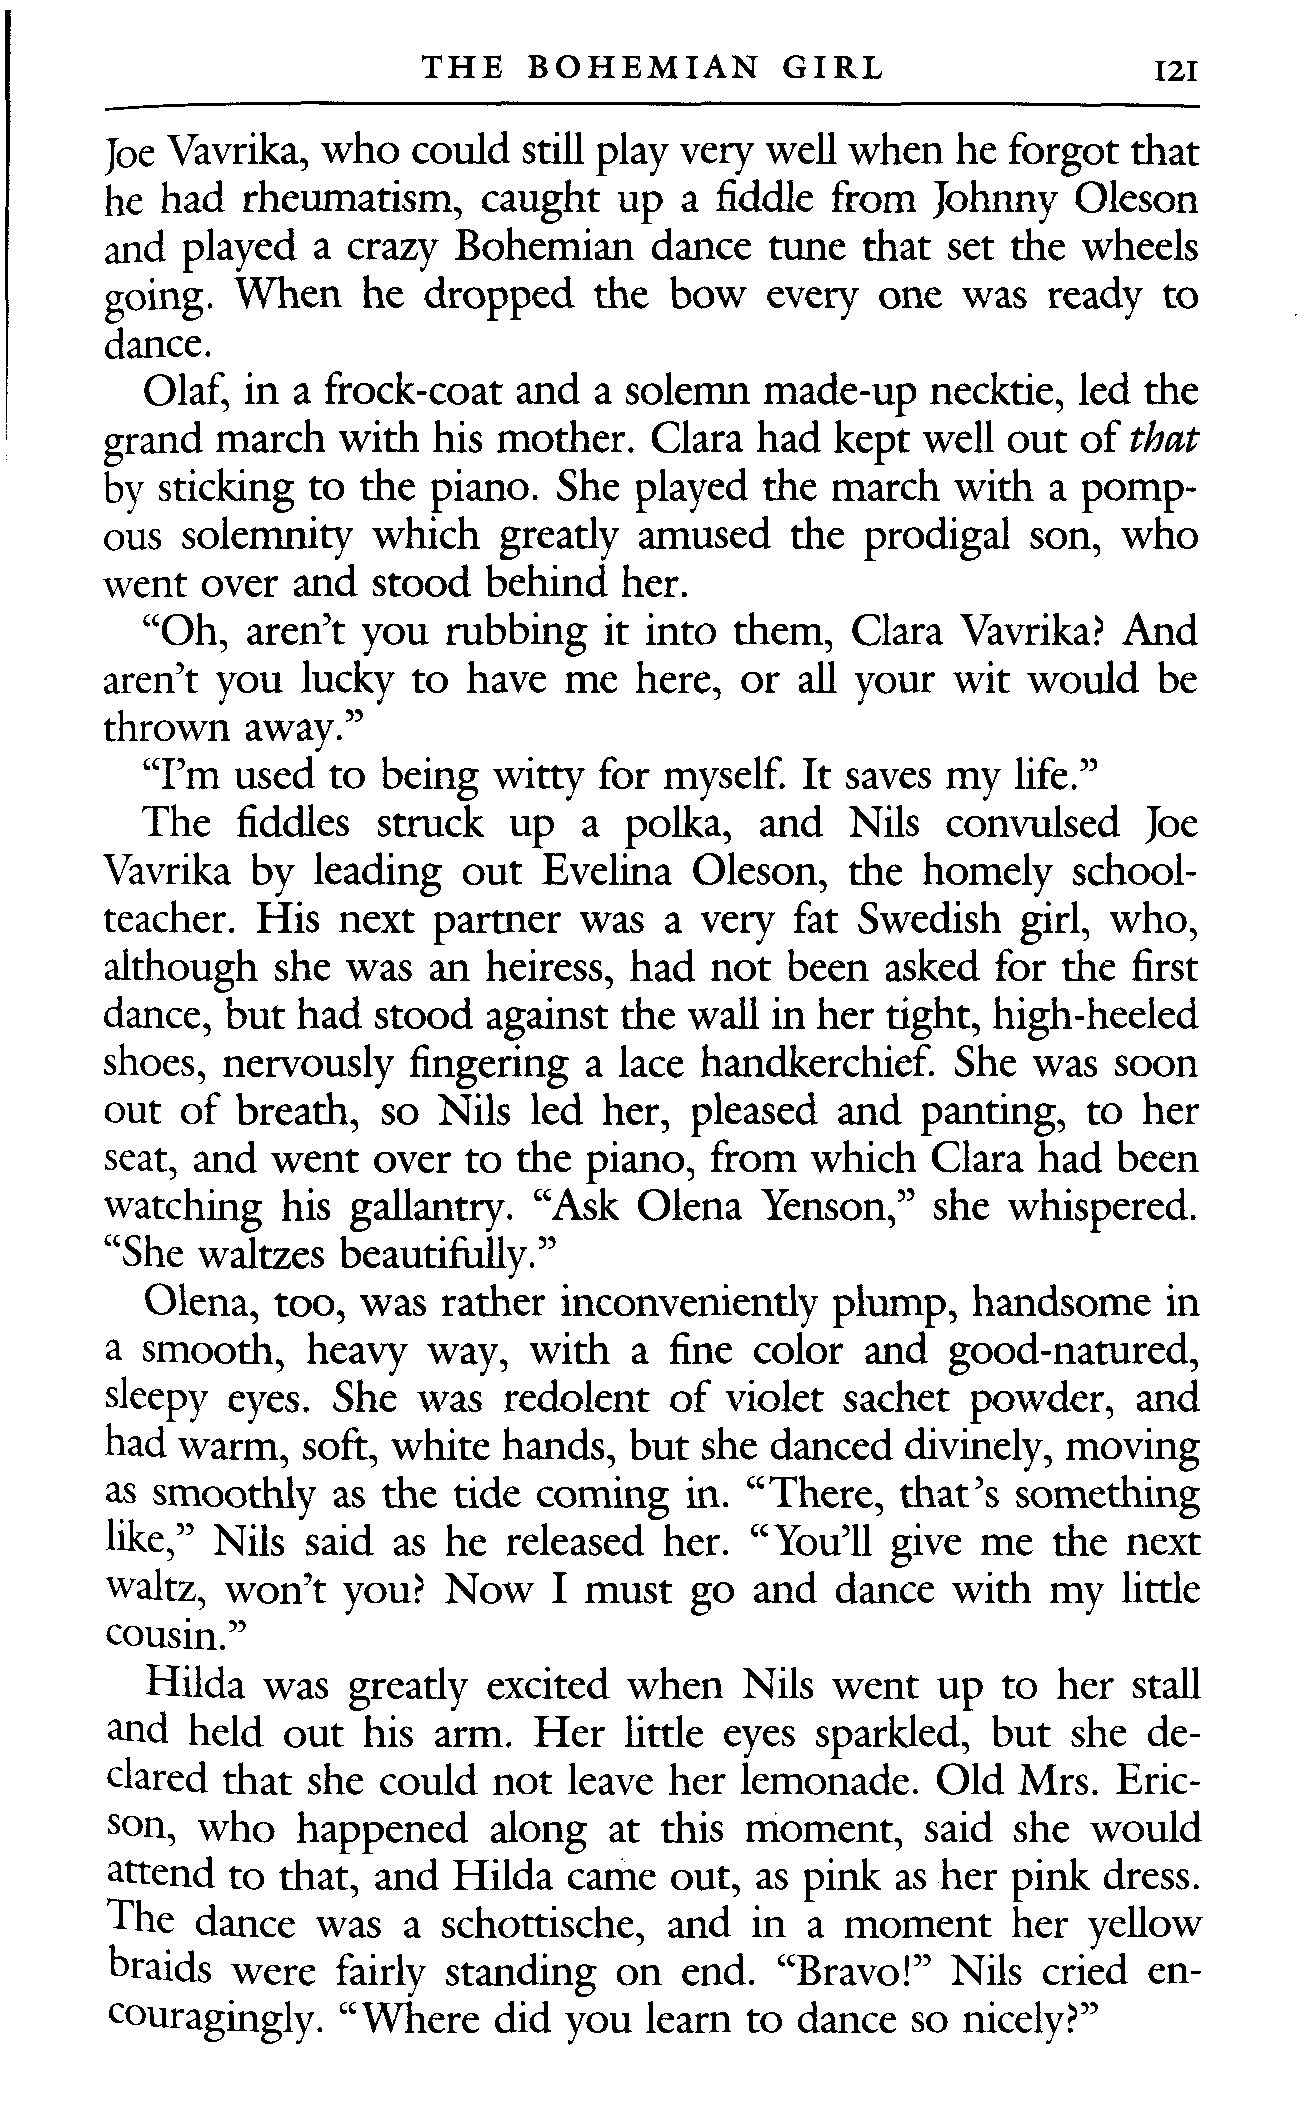 THE BOHEMIAN GIRL 121
Joe Vavrika, who could still play very well when he forgot that
he had rheumatism, caught up a fiddle from Johnny Oleson
and played a crazy Bohemian dance tune that set the wheels
going. When he dropped the bow every one was ready to
dance.
Olaf, in a frock-coat and a solemn made-up necktie, led the
grand march with his mother. Clara had kept well out of that
by sticking to the piano. She played the march with a pomp-
ous solemnity which greatly amused the prodigal son, who
went over and stood behind her.
“Oh, aren’t you rubbing it into them, Clara Vavrika? And
aren’t you lucky to have me here, or all your wit would be
thrown away.”
“I’m used to being witty for myself. It saves my life.”
The fiddles struck up a polka, and Nils convulsed Joe
Vavrika by leading out Evelina Oleson, the homely school-
teacher. His next partner was a very fat Swedish girl, who,
although she was an heiress, had not been asked for the first
dance, but had stood against the wall in her tight, high-heeled
shoes, nervously fingering a lace handkerchief. She was soon
out of breath, so Nils led her, pleased and panting, to her
seat, and went over to the piano, from which Clara had been
watching his gallantry. “Ask Olena Yenson,” she whispered.
“She waltzes beautifully.”
Olena, too, was rather inconveniently plump, handsome in
a smooth, heavy way, with a fine color and good-natured,
sleepy eyes. She was redolent of violet sachet powder, and
had warm, soft, white hands, but she danced divinely, moving
as smoothly as the tide coming in. “There, that’s something
like,” Nils said as he released her. “You’ll give me the next
waltz, won’t you? Now I must go and dance with my little
cousin.”
Hilda was greatly excited when Nils went up to her stall
and held out his arm. Her little eyes sparkled, but she de-
clared that she could not leave her lemonade. Old Mrs. Eric-
son, who happened along at this moment, said she would
attend to that, and Hilda came out, as pink as her pink dress.
The dance was a schottische, and in a moment her yellow
braids were fairly standing on end. “Bravo!” Nils cried en-
couragingly. “Where did you learn to dance so nicely?”